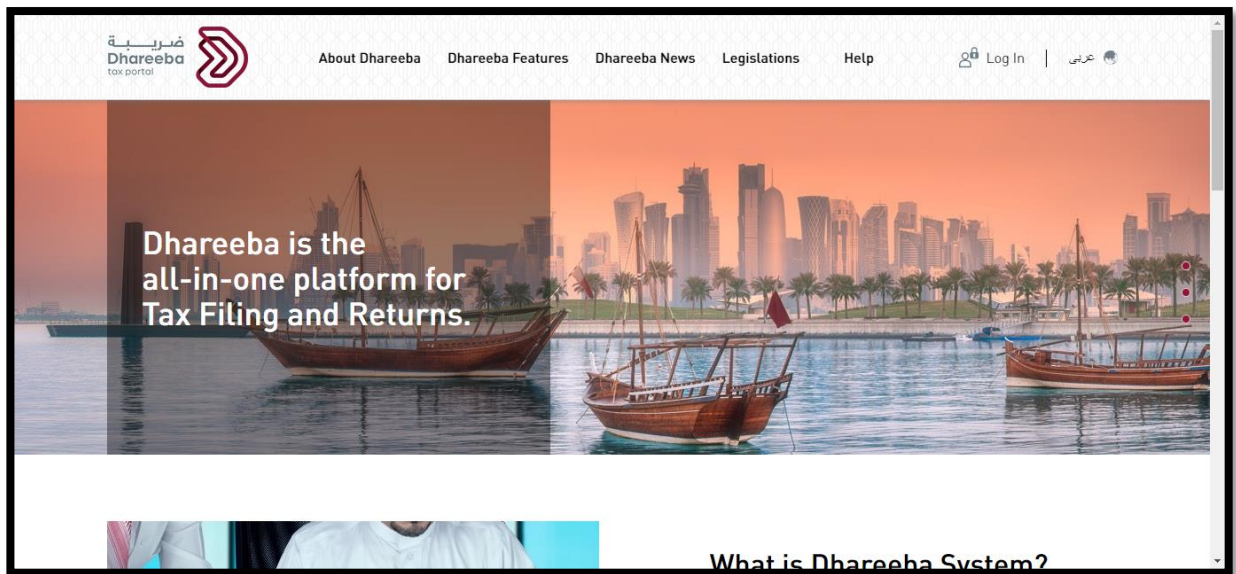 ضريبة
Dhareeba
tax portal
About Dhareeba
Dhareeba Features
Dhareeba News
Legislations
Help
Log In
عربى
Dhareeba is the
all-in-one platform for
Tax Filing and Returns.
What is Dhareeba System?